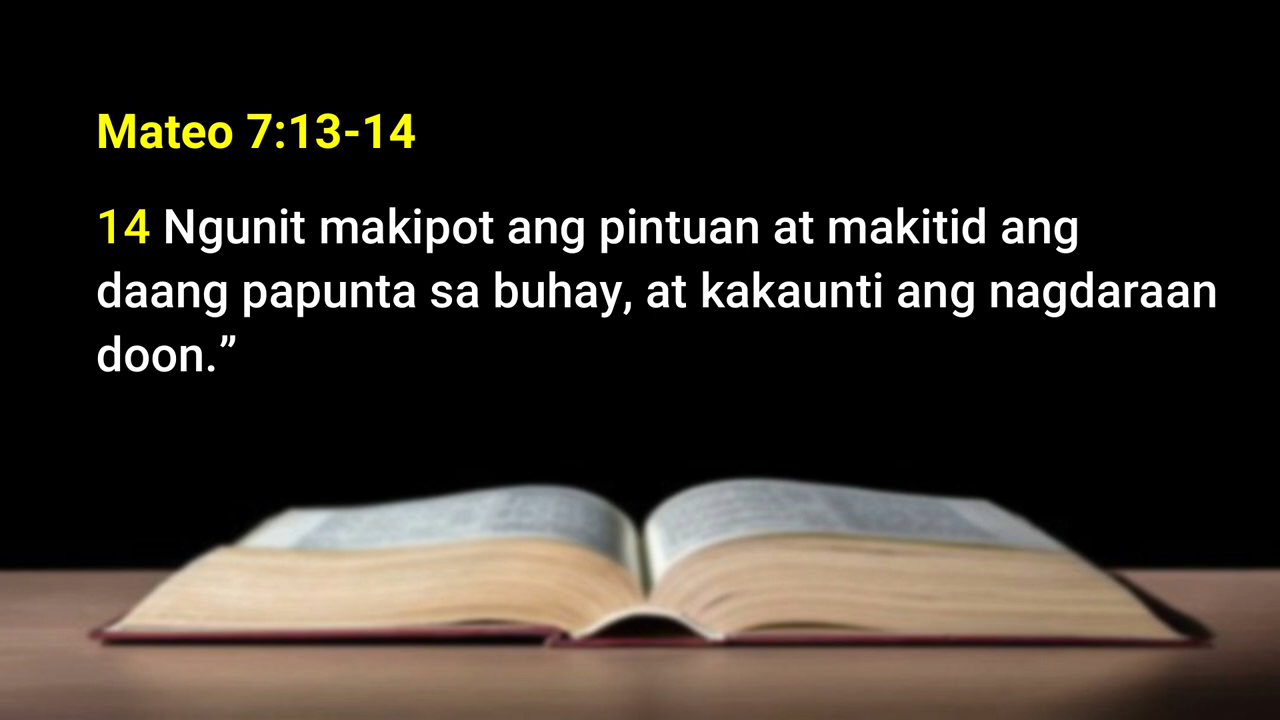 Mateo 7:13-14
14 Ngunit makipot ang pintuan at makitid ang
daang papunta sa buhay, at kakaunti ang nagdaraan
doon.”